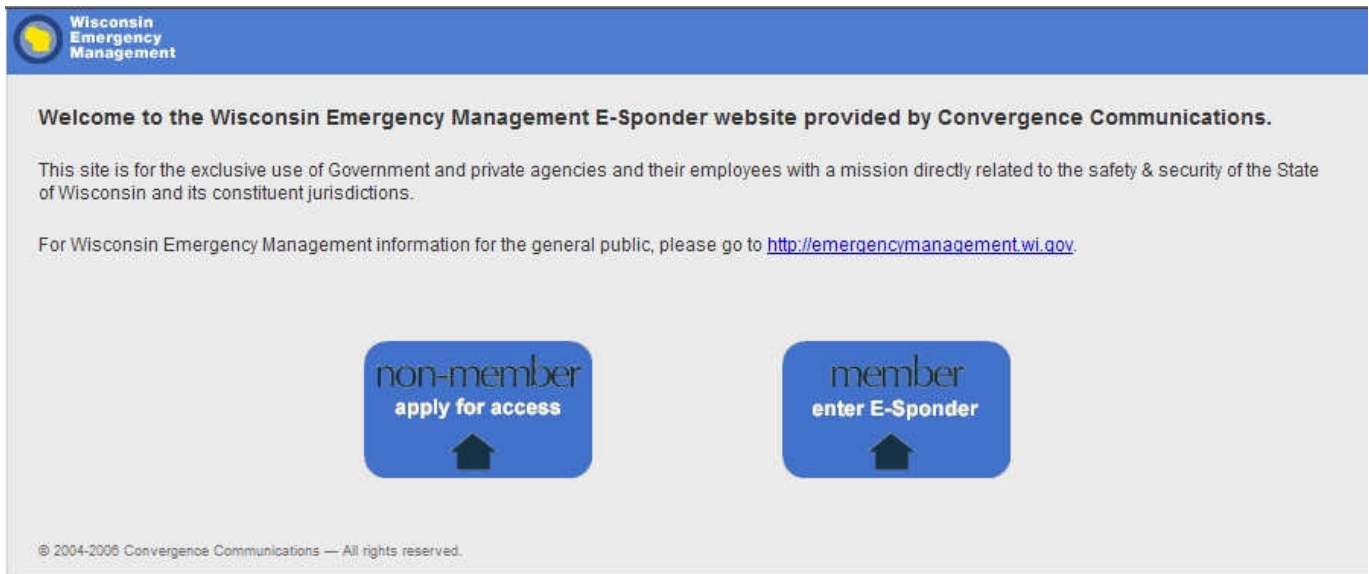 Wisconsin
Emergency
Management
Welcome to the Wisconsin Emergency Management E-Sponder website provided by Convergence Communications.
This site is for the exclusive use of Government and private agencies and their employees with a mission directly related to the safety & security of the State
of Wisconsin and its constituent jurisdictions.
For Wisconsin Emergency Management information for the general public, please go to http://emergencymanagement.wi.gov.
non-member
apply for access
member
enter E-Sponder
© 2004-2006 Convergence Communications — All rights reserved.